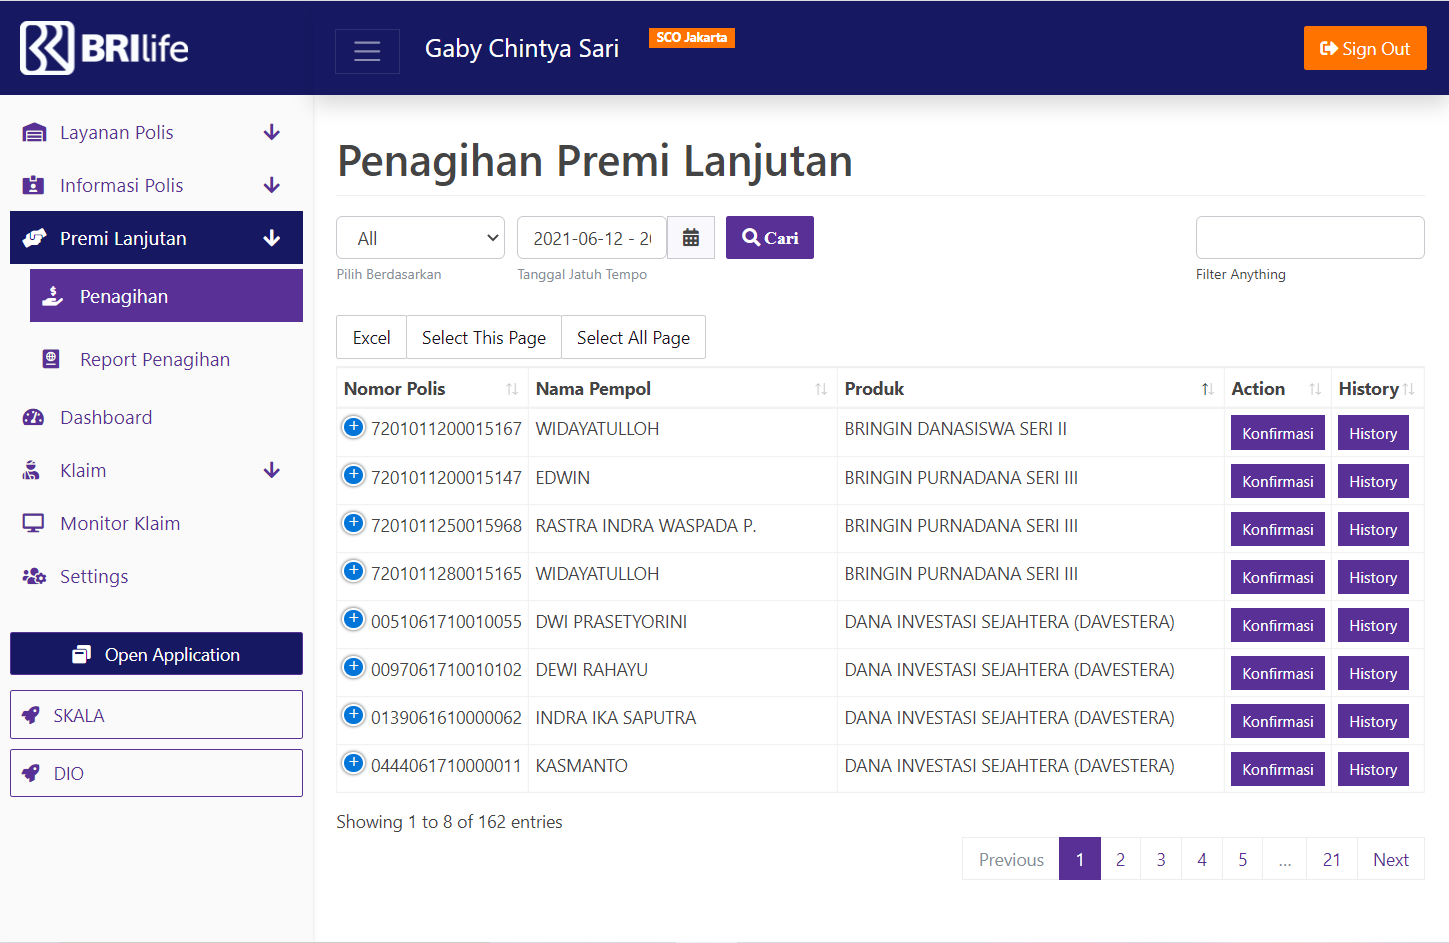 BRIlife
Gaby Chintya Sari
SCO Jakarta
Sign Out
Layanan Polis
Informasi Polis
Premi Lanjutan
Penagihan
Report Penagihan
Dashboard
Klaim
Monitor Klaim
Settings
Open Application
SKALA
DIO
Penagihan Premi Lanjutan
All
2021-06-12 - 2
Cari
Pilih Berdasarkan
Tanggal Jatuh Tempo
Filter Anything
Excel Select This Page Select All Page
Nomor Polis Nama Pempol Produk Action History
7201011200015167 WIDAYATULLOH BRINGIN DANASISWA SERI II Konfirmasi History
7201011200015147 EDWIN BRINGIN PURNADANA SERI III Konfirmasi History
7201011250015968 RASTRA INDRA WASPADA P. BRINGIN PURNADANA SERI III Konfirmasi History
7201011280015165 WIDAYATULLOH BRINGIN PURNADANA SERI III Konfirmasi History
0051061710010055 DWI PRASETYORINI DANA INVESTASI SEJAHTERA (DAVESTERA) Konfirmasi History
0097061710010102 DEWI RAHAYU DANA INVESTASI SEJAHTERA (DAVESTERA) Konfirmasi History
0139061610000062 INDRA IKA SAPUTRA DANA INVESTASI SEJAHTERA (DAVESTERA) Konfirmasi History
0444061710000011 KASMANTO DANA INVESTASI SEJAHTERA (DAVESTERA) Konfirmasi History
Showing 1 to 8 of 162 entries
Previous 1 2 3 4 5 ... 21 Next